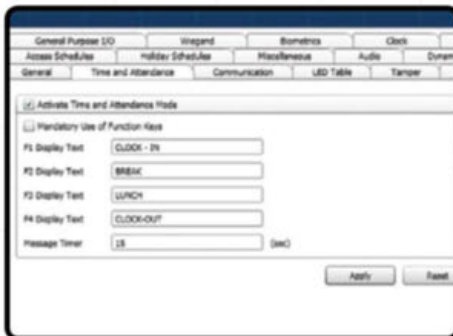 General Purpose I/O Wiegand Biometrics Clock
Access Schedules Holiday Schedules Miscellaneous Audio Dynam
General Time and Attendance Communication LED Table Tamper
Activate Time and Attendance Mode
Mandatory Use of Function Keys
F1 Display Text CLOCK - IN
F2 Display Text BREAK
F3 Display Text LUNCH
F4 Display Text CLOCK-OUT
Message Timer 15 (sec)
Apply Reset